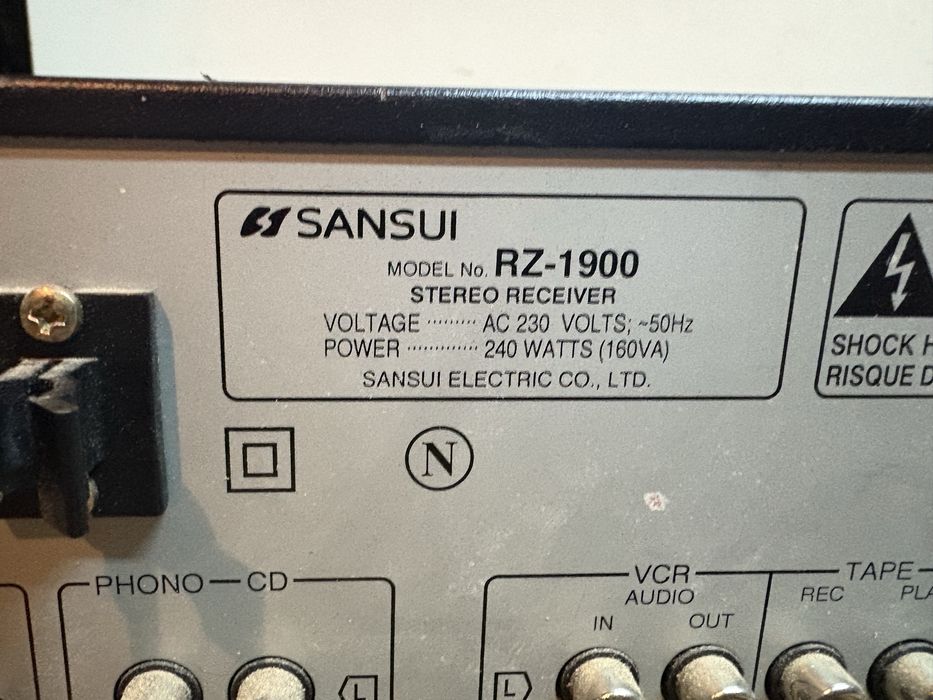 SANSUI
MODEL No. RZ-1900
STEREO RECEIVER
VOLTAGE ········· AC 230 VOLTS; ~50Hz
POWER ············· 240 WATTS (160VA)
SANSUI ELECTRIC CO., LTD.
SHOCK H
RISQUE D
N
PHONO CD
VCR
AUDIO
IN OUT
TAPE
REC PLA
L L